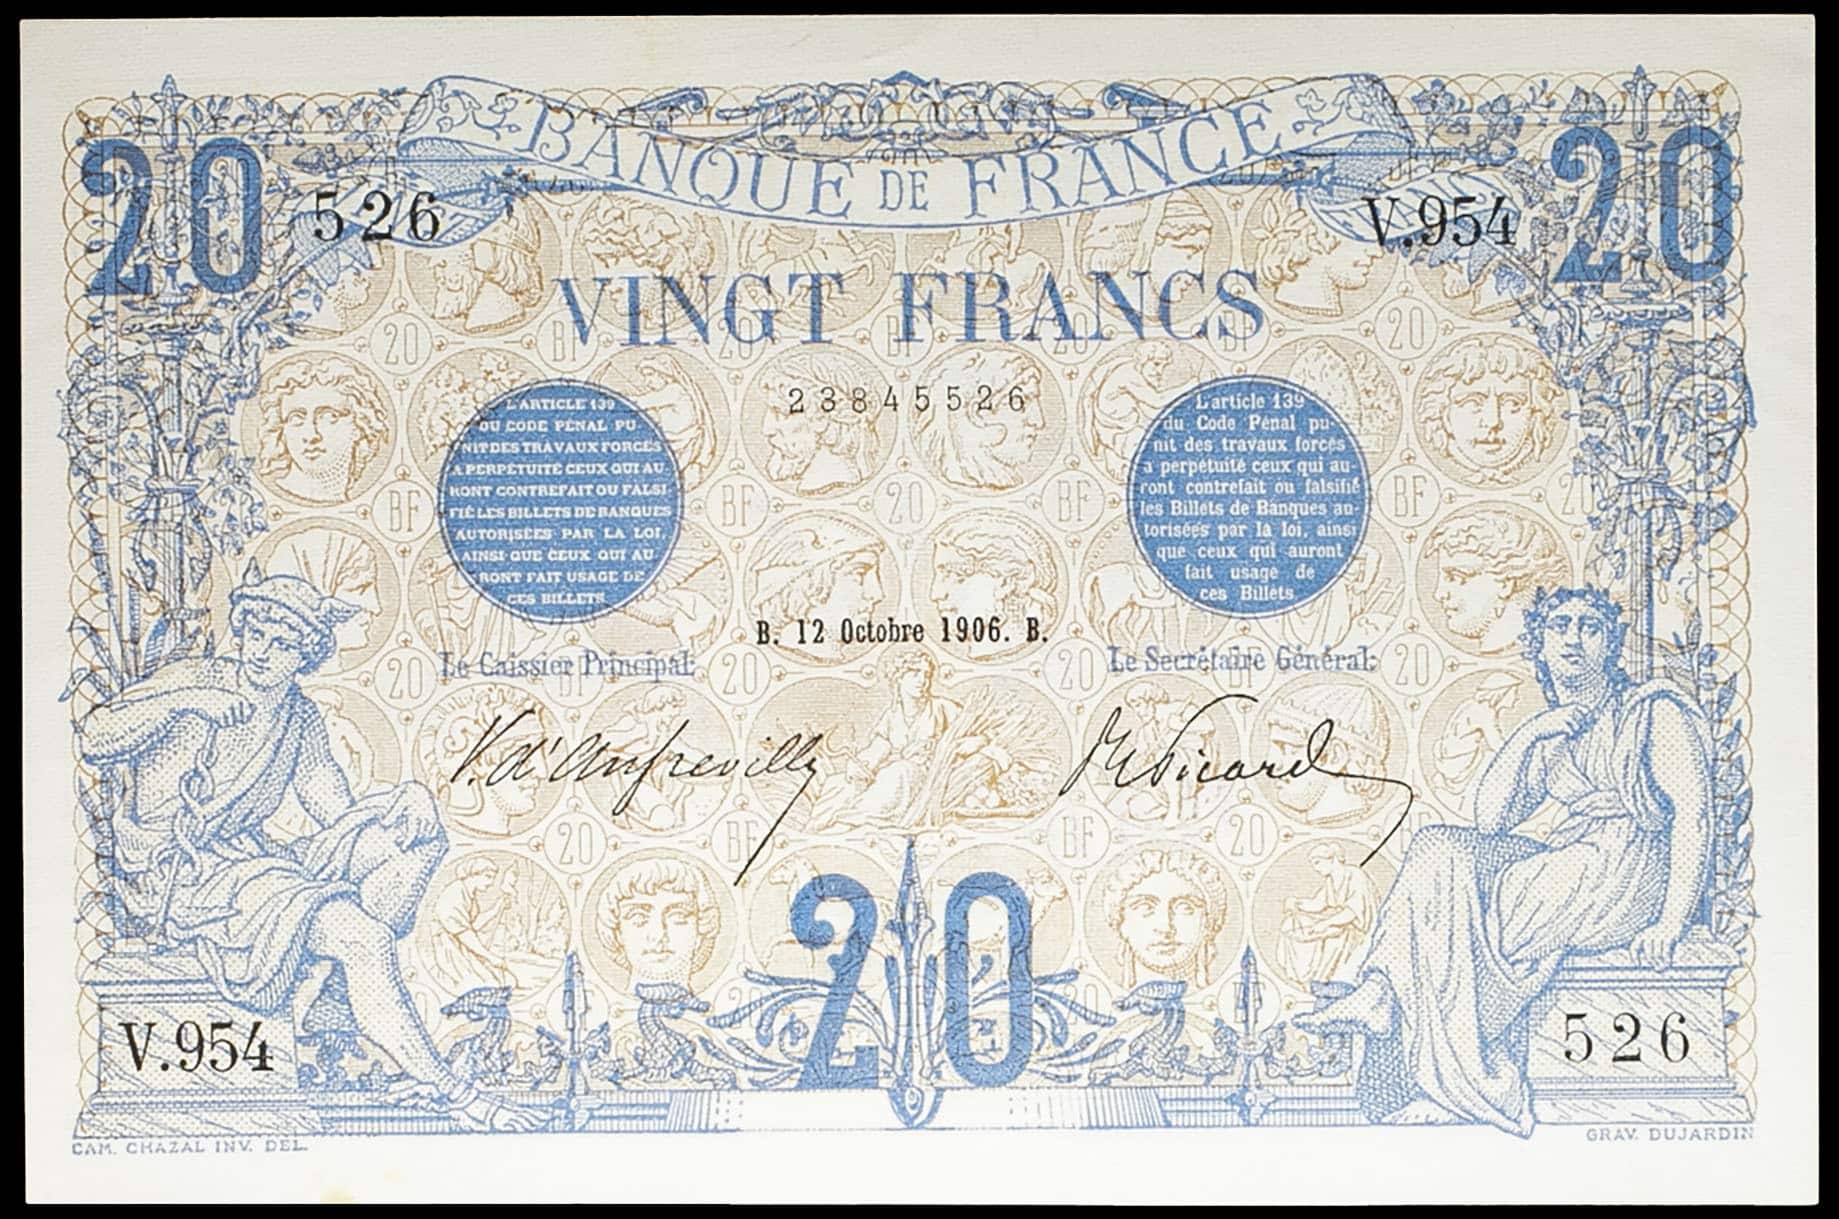 BANQUE DE FRANCE
20
20
526
V.954
VINGT FRANCS
23845526
L'ARTICLE 139
DU CODE PÉNAL PU
NIT DES TRAVAUX FORCÉS
A PERPÉTUITÉ CEUX QUI AU
RONT CONTREFAIT OU FALSI
FIÉ LES BILLETS DE BANQUES
AUTORISÉES PAR LA LOI,
AINSI QUE CEUX QUI AU
RONT FAIT USAGE DE
CES BILLETS
L'article 139
du Code Pénal pu-
nit des travaux forcés
a perpétuité ceux qui au-
ront contrefait ou falsifié
les Billets de Banques au-
torisées par la loi, ainsi
que ceux qui auront
fait usage de
ces Billets
B. 12 Octobre 1906. B.
Le Caissier Principal:
Le Secrétaire Général:
V. d'Anfreville
Picard
20
V.954
526
CAM. CHAZAL INV. DEL.
GRAV. DUJARDIN